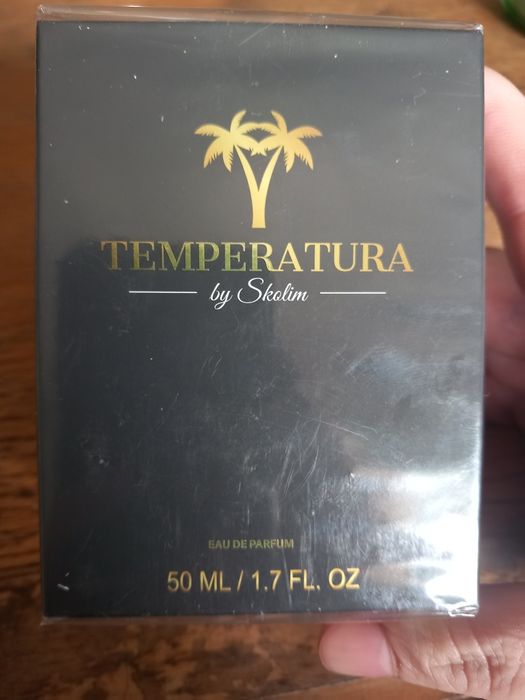 TEMPERATURA
by Skolim
EAU DE PARFUM
50 ML / 1.7 FL. OZ